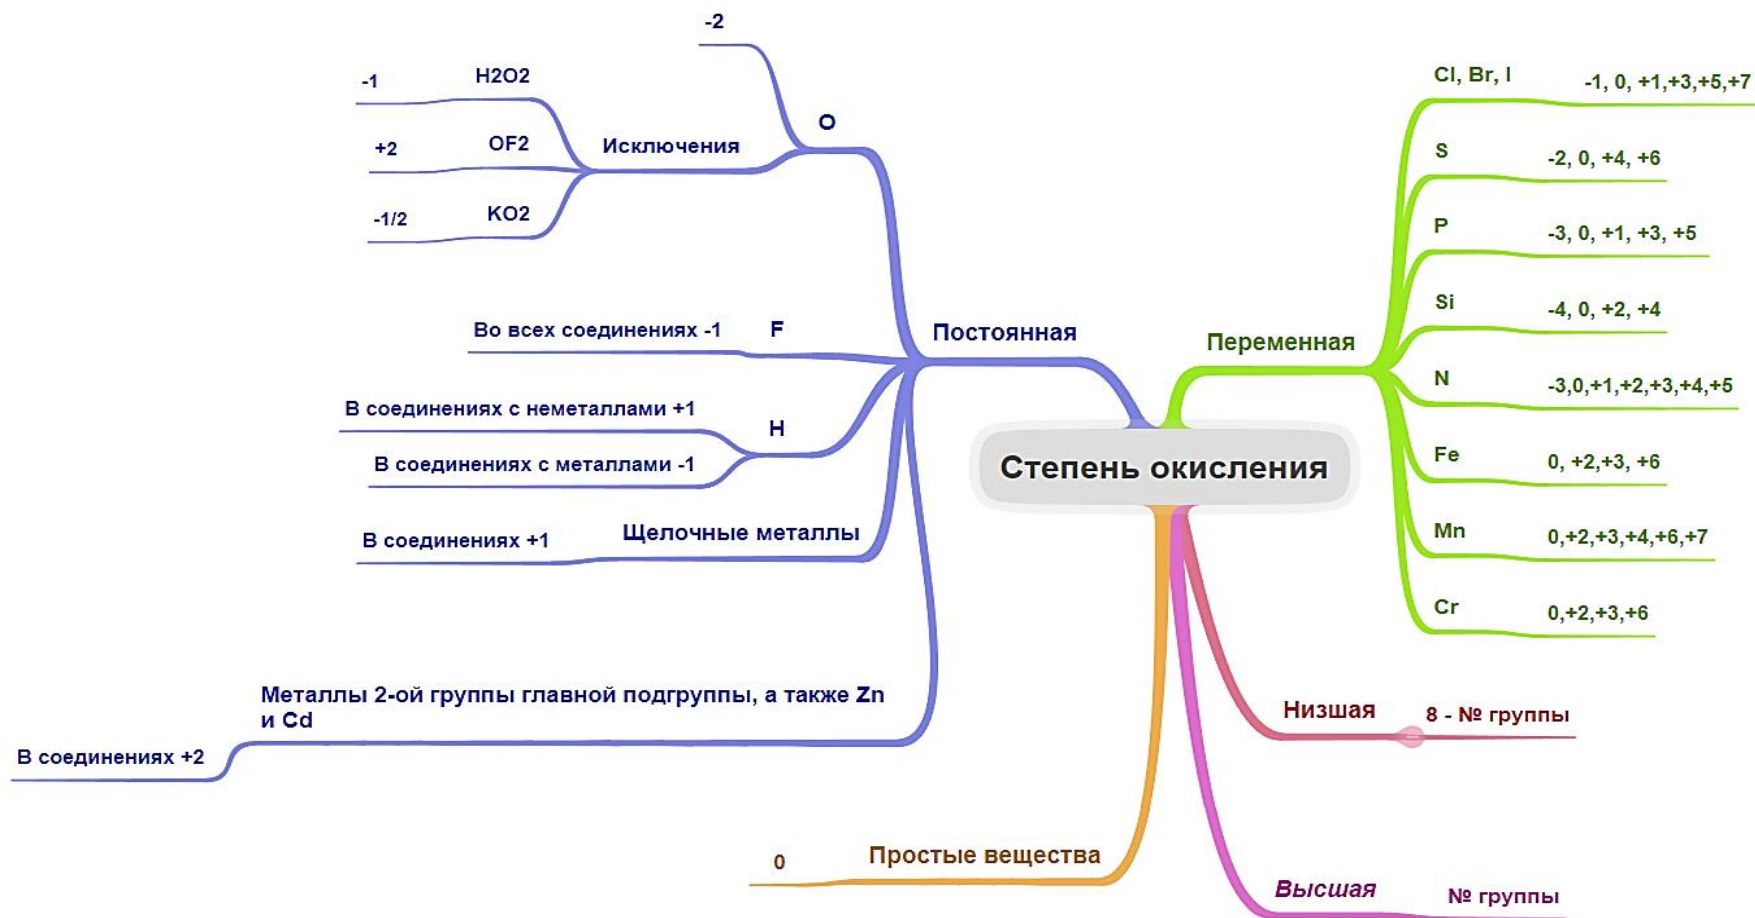 Степень окисления
Постоянная
O
-2
Исключения
H2O2
-1
OF2
+2
KO2
-1/2
F
Во всех соединениях -1
H
В соединениях с неметаллами +1
В соединениях с металлами -1
Щелочные металлы
В соединениях +1
Металлы 2-ой группы главной подгруппы, а также Zn
и Cd
В соединениях +2
Переменная
Cl, Br, I
-1, 0, +1,+3,+5,+7
S
-2, 0, +4, +6
P
-3, 0, +1, +3, +5
Si
-4, 0, +2, +4
N
-3,0,+1,+2,+3,+4,+5
Fe
0, +2,+3, +6
Mn
0,+2,+3,+4,+6,+7
Cr
0,+2,+3,+6
Низшая
8 - № группы
Высшая
№ группы
Простые вещества
0